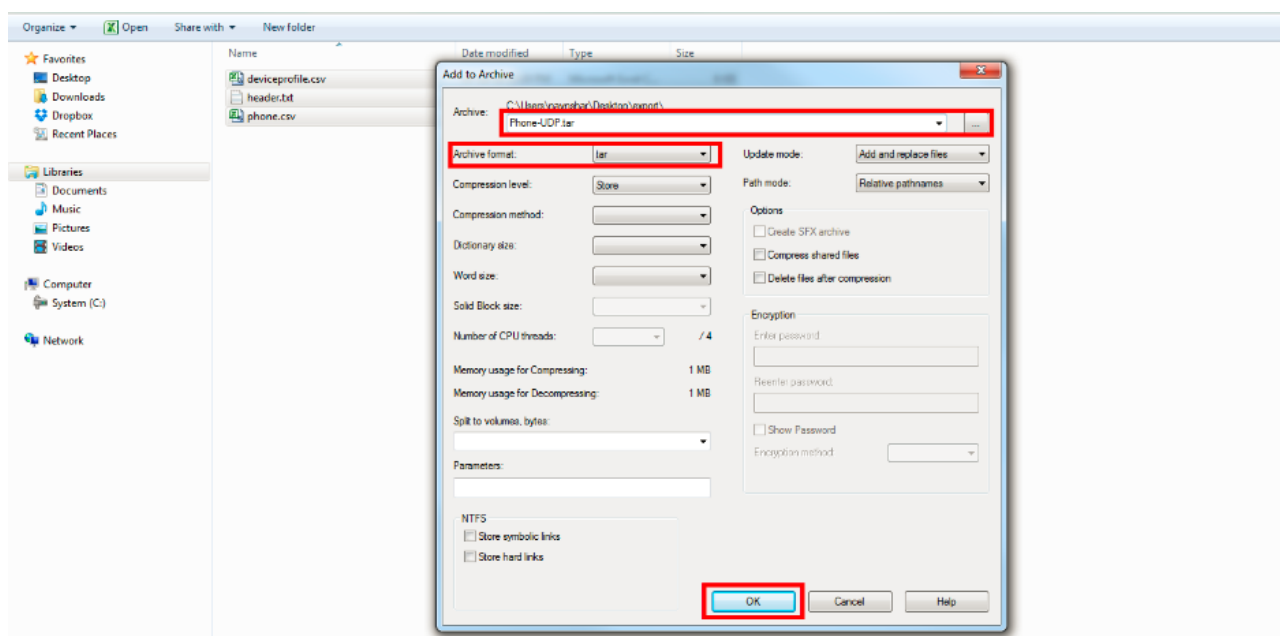 Organize Open Share with New folder
Favorites
Desktop
Downloads
Dropbox
Recent Places
Libraries
Documents
Music
Pictures
Videos
Computer
System (C:)
Network
Name Date modified Type Size
deviceprofile.csv
header.txt
phone.csv
Add to Archive
Archive:
Phone-UDP.tar
...
Archive format: tar
Compression level: Store
Compression method:
Dictionary size:
Word size:
Solid Block size:
Number of CPU threads: / 4
Memory usage for Compressing: 1 MB
Memory usage for Decompressing: 1 MB
Split to volumes, bytes:
Parameters:
NTFS
Store symbolic links
Store hard links
Update mode: Add and replace files
Path mode: Relative pathnames
Options
Create SFX archive
Compress shared files
Delete files after compression
Encryption
Enter password:
Reenter password:
Show Password
Encryption method:
OK Cancel Help